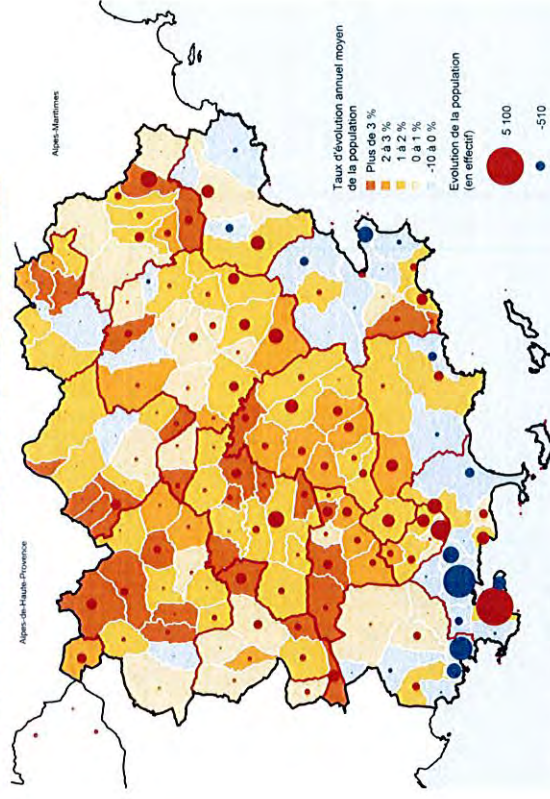 Alpes-de-Haute-Provence
Alpes-Maritimes
Taux d'évolution annuel moyen
de la population
Plus de 3 %
2 à 3 %
1 à 2 %
0 à 1 %
-10 à 0 %
Evolution de la population
(en effectif)
5 100
-510